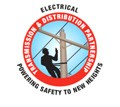 ELECTRICAL
TRANSMISSION & DISTRIBUTION PARTNERSHIP
POWERING SAFETY TO NEW HEIGHTS